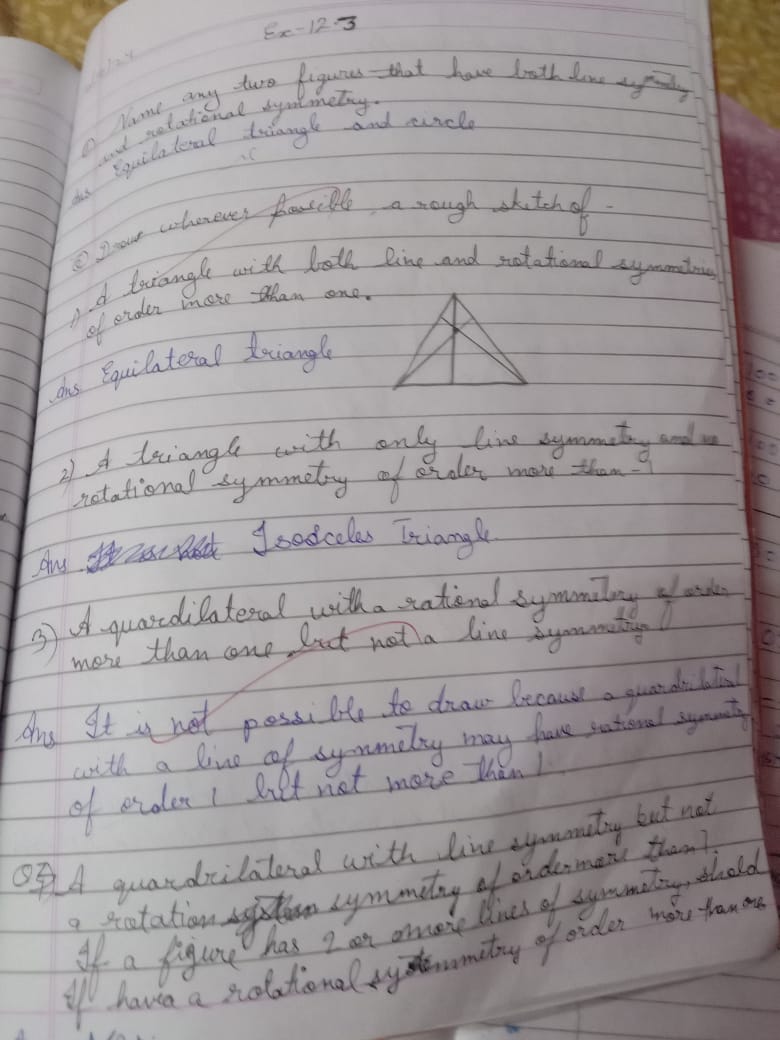 Ex-12.3
① Name any two figures that have both line symmetry
and rotational symmetry.
Ans Equilateral triangle and circle
② Draw wherever possible, a rough sketch of -
1) A triangle with both line and rotational symmetries
of order more than one.
Ans Equilateral triangle
2) A triangle with only line symmetry and no
rotational symmetry of order more than - 1
Ans Isosceles Triangle
3) A quardilateral with a rational symmetry of order
more than one but not a line symmetry
Ans It is not possible to draw because a quardrilateral
with a line of symmetry may have rational symmetry
of order 1 but not more than 1.
A quardrilateral with line symmetry but not
a rotation symmetry of order more than 1.
If a figure has 2 or more lines of symmetry, shold
If have a rotational symmetry of order more than one